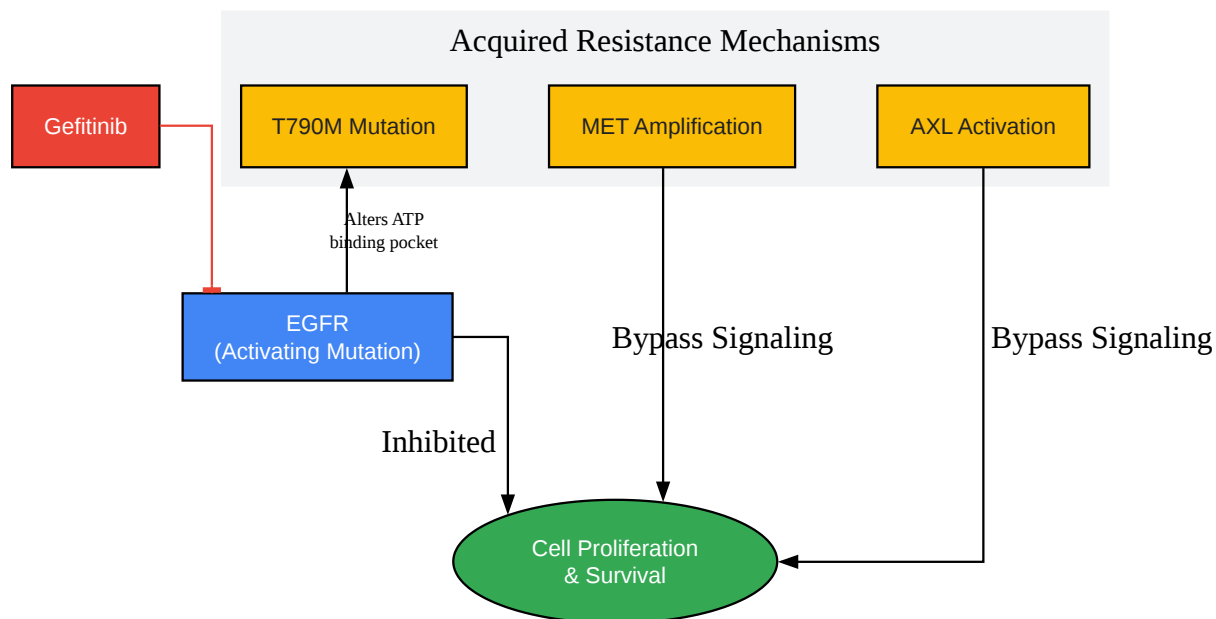 Acquired Resistance Mechanisms
Gefitinib
T790M Mutation
MET Amplification
AXL Activation
Alters ATP
binding pocket
EGFR
(Activating Mutation)
Bypass Signaling
Bypass Signaling
Inhibited
Cell Proliferation
& Survival